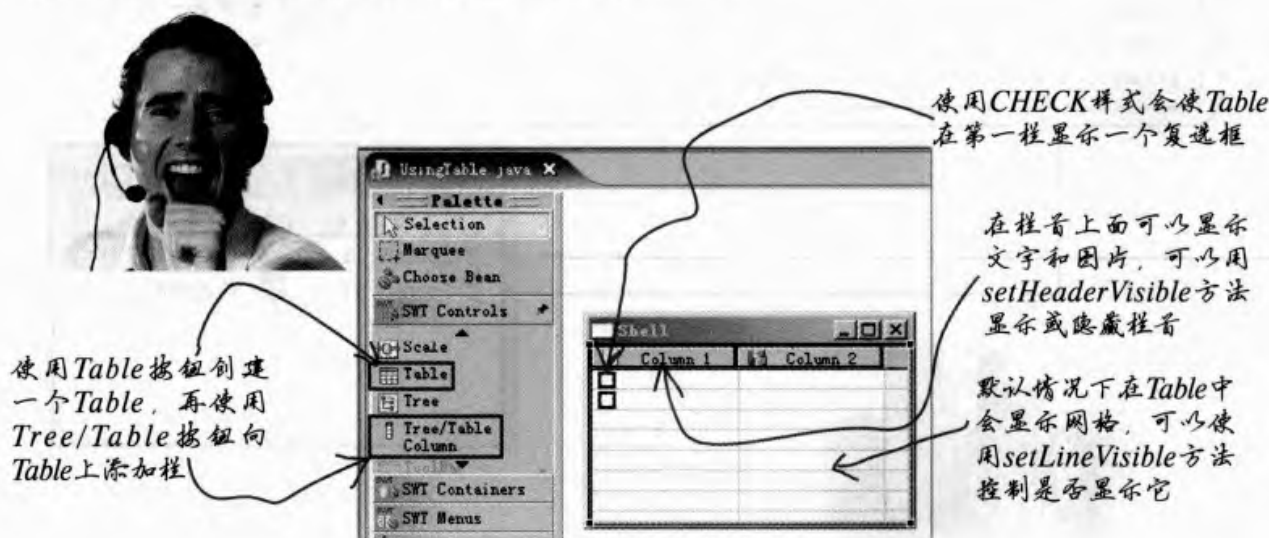 使用CHECK样式会使Table
在第一栏显示一个复选框
在栏首上面可以显示
文字和图片，可以用
setHeaderVisible方法
显示或隐藏栏首
默认情况下在Table中
会显示网格，可以使
用setLineVisible方法
控制是否显示它
使用Table按钮创建
一个Table，再使用
Tree/Table按钮向
Table上添加栏
UsingTable.java
Palette
Selection
Marquee
Choose Bean
SWT Controls
Scale
Table
Tree
Tree/Table
Column
SWT Containers
SWT Menus
Shell
Column 1
Column 2